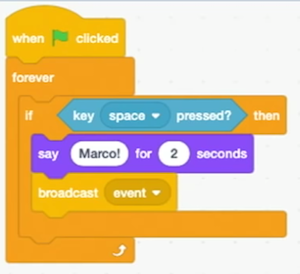 when clicked
forever
if key space pressed? then
say Marco! for 2 seconds
broadcast event